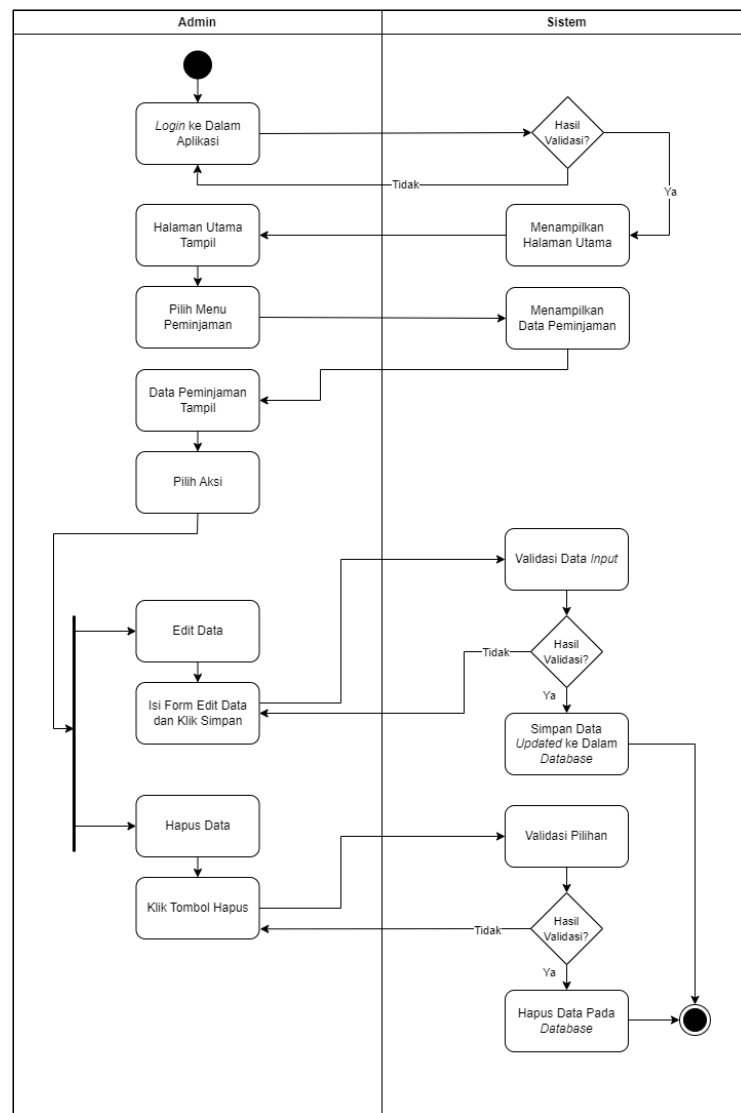 Admin
Sistem
Login ke Dalam
Aplikasi
Hasil
Validasi?
Tidak
Ya
Halaman Utama
Tampil
Menampilkan
Halaman Utama
Pilih Menu
Peminjaman
Menampilkan
Data Peminjaman
Data Peminjaman
Tampil
Pilih Aksi
Validasi Data Input
Edit Data
Hasil
Validasi?
Tidak
Ya
Isi Form Edit Data
dan Klik Simpan
Simpan Data
Updated ke Dalam
Database
Hapus Data
Validasi Pilihan
Klik Tombol Hapus
Hasil
Validasi?
Tidak
Ya
Hapus Data Pada
Database